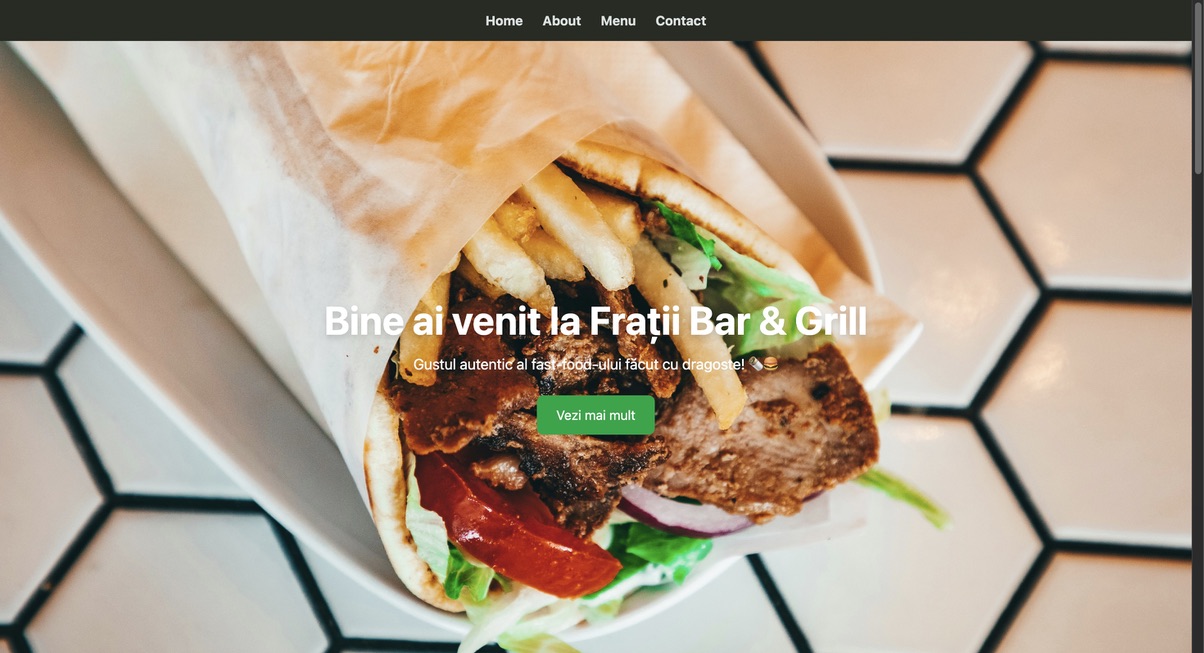 Home About Menu Contact
Bine ai venit la Frații Bar & Grill
Gustul autentic al fast-food-ului făcut cu dragoste! 🌯🍔
Vezi mai mult